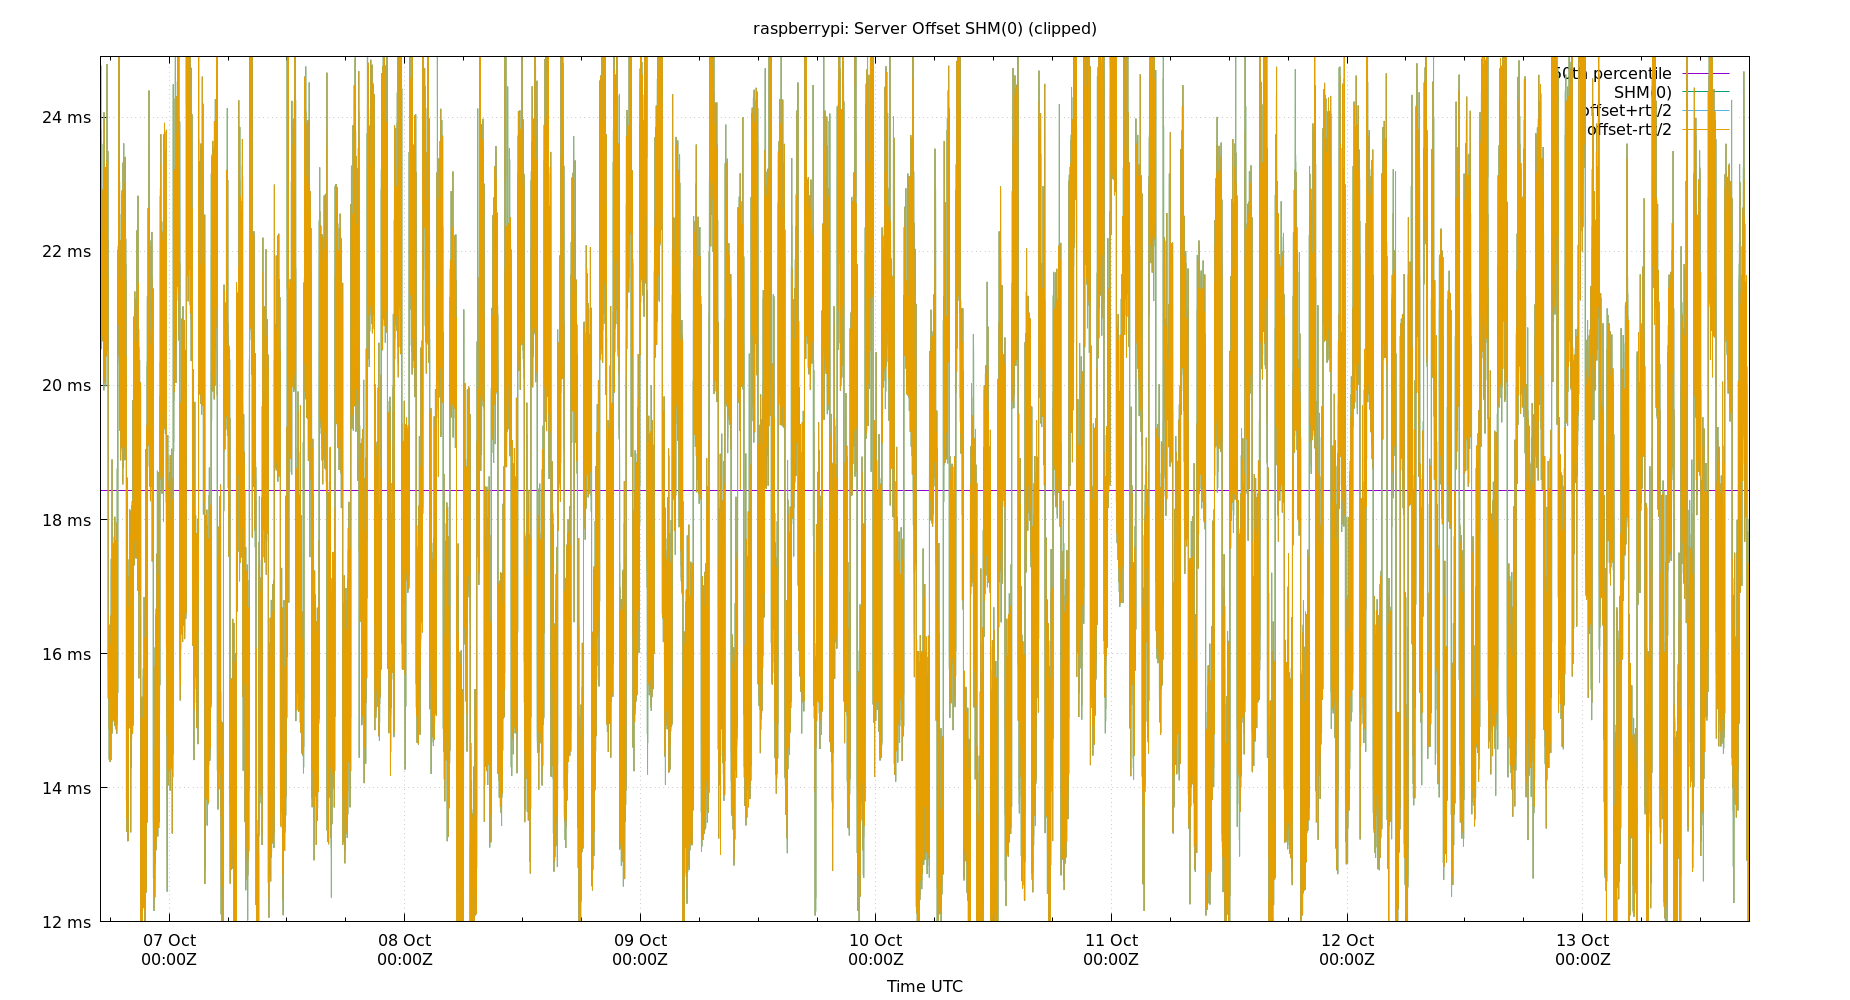 raspberrypi: Server Offset SHM(0) (clipped)
50th percentile
SHM(0)
offset+rtt/2
offset-rtt/2
24 ms
22 ms
20 ms
18 ms
16 ms
14 ms
12 ms
07 Oct
00:00Z
08 Oct
00:00Z
09 Oct
00:00Z
10 Oct
00:00Z
11 Oct
00:00Z
12 Oct
00:00Z
13 Oct
00:00Z
Time UTC